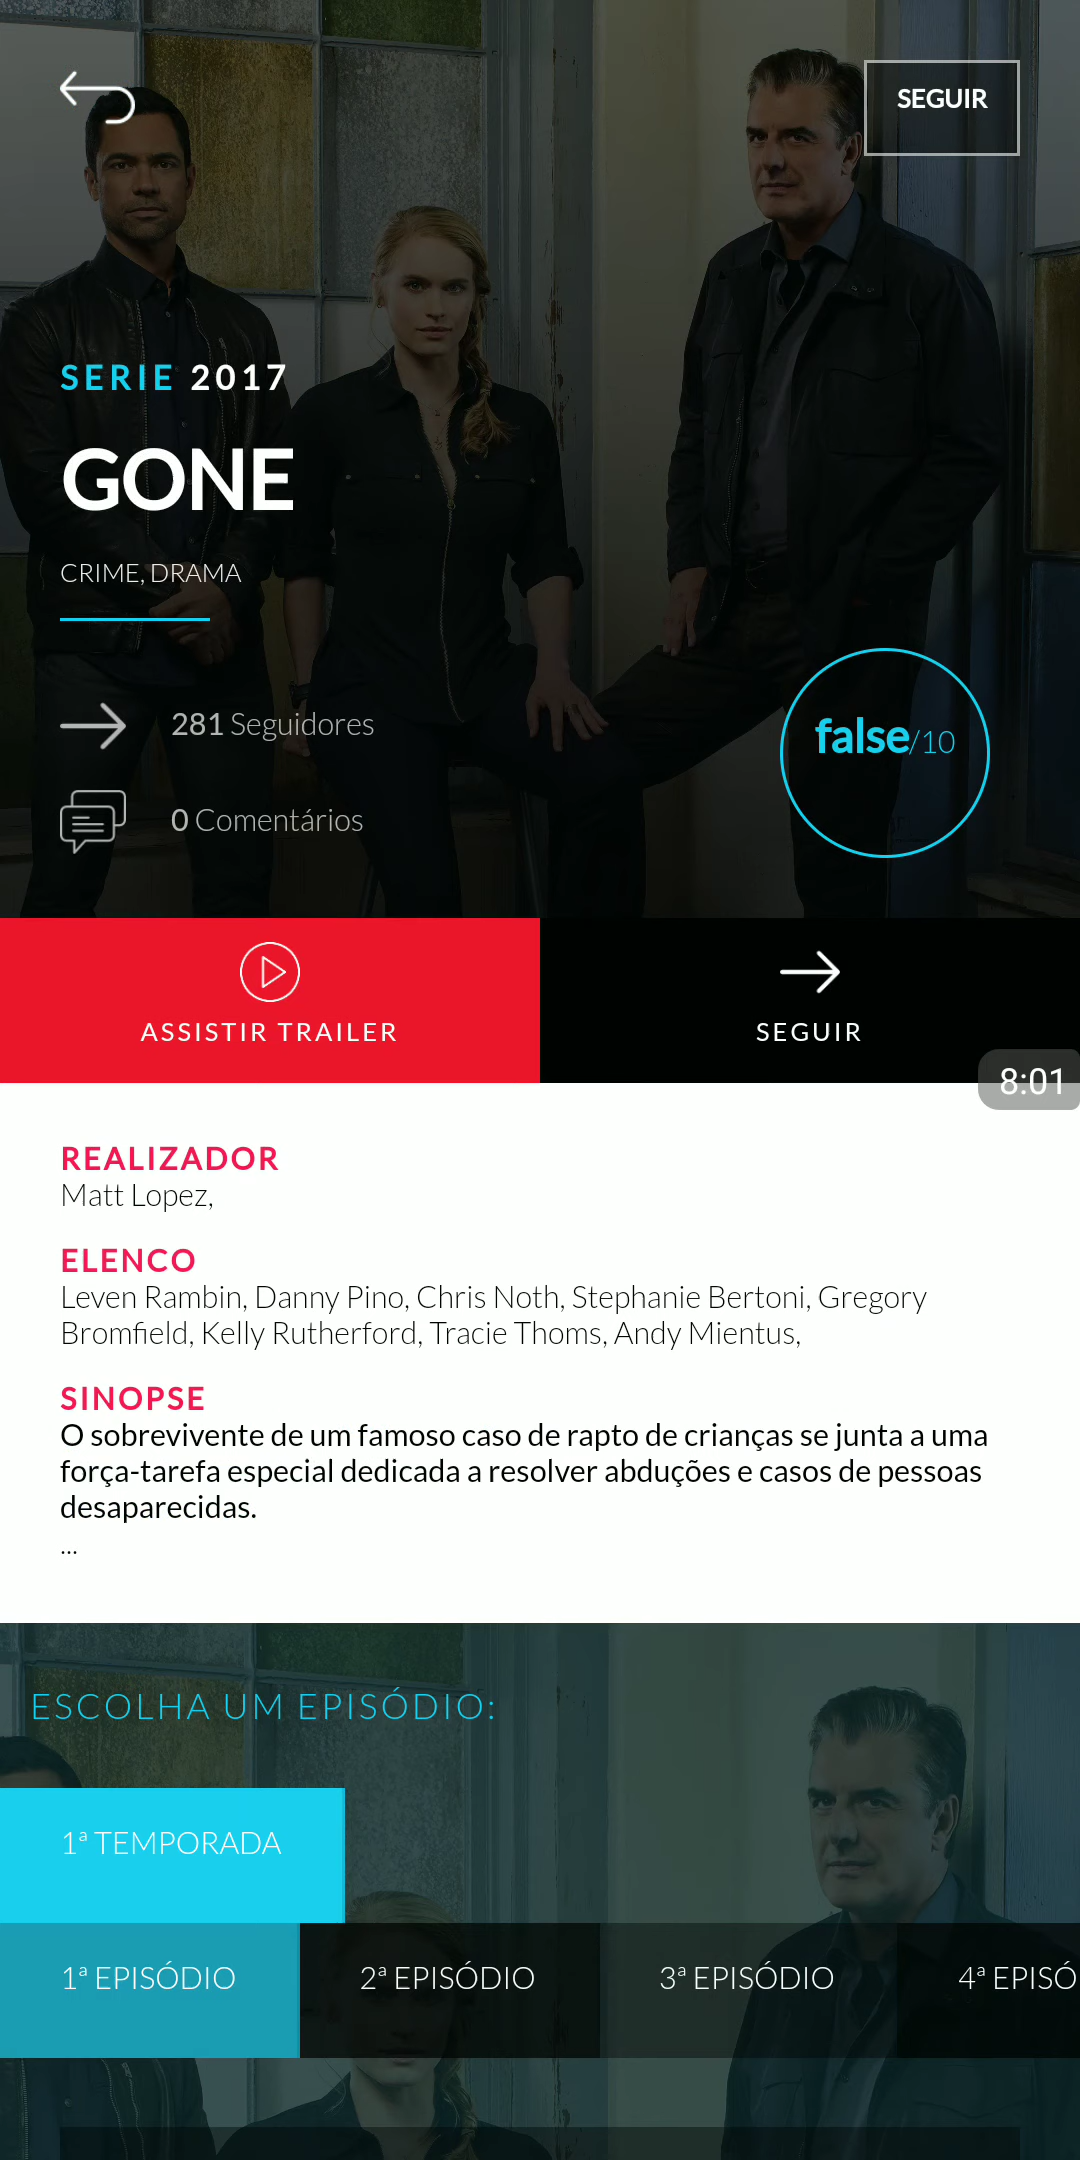 SEGUIR
SERIE 2017
GONE
CRIME, DRAMA
281 Seguidores
false/10
0 Comentários
ASSISTIR TRAILER
SEGUIR
8:01
REALIZADOR
Matt Lopez,
ELENCO
Leven Rambin, Danny Pino, Chris Noth, Stephanie Bertoni, Gregory
Bromfield, Kelly Rutherford, Tracie Thoms, Andy Mientus,
SINOPSE
O sobrevivente de um famoso caso de rapto de crianças se junta a uma
força-tarefa especial dedicada a resolver abduções e casos de pessoas
desaparecidas.
...
ESCOLHA UM EPISÓDIO:
1ª TEMPORADA
1ª EPISÓDIO
2ª EPISÓDIO
3ª EPISÓDIO
4ª EPISÓ